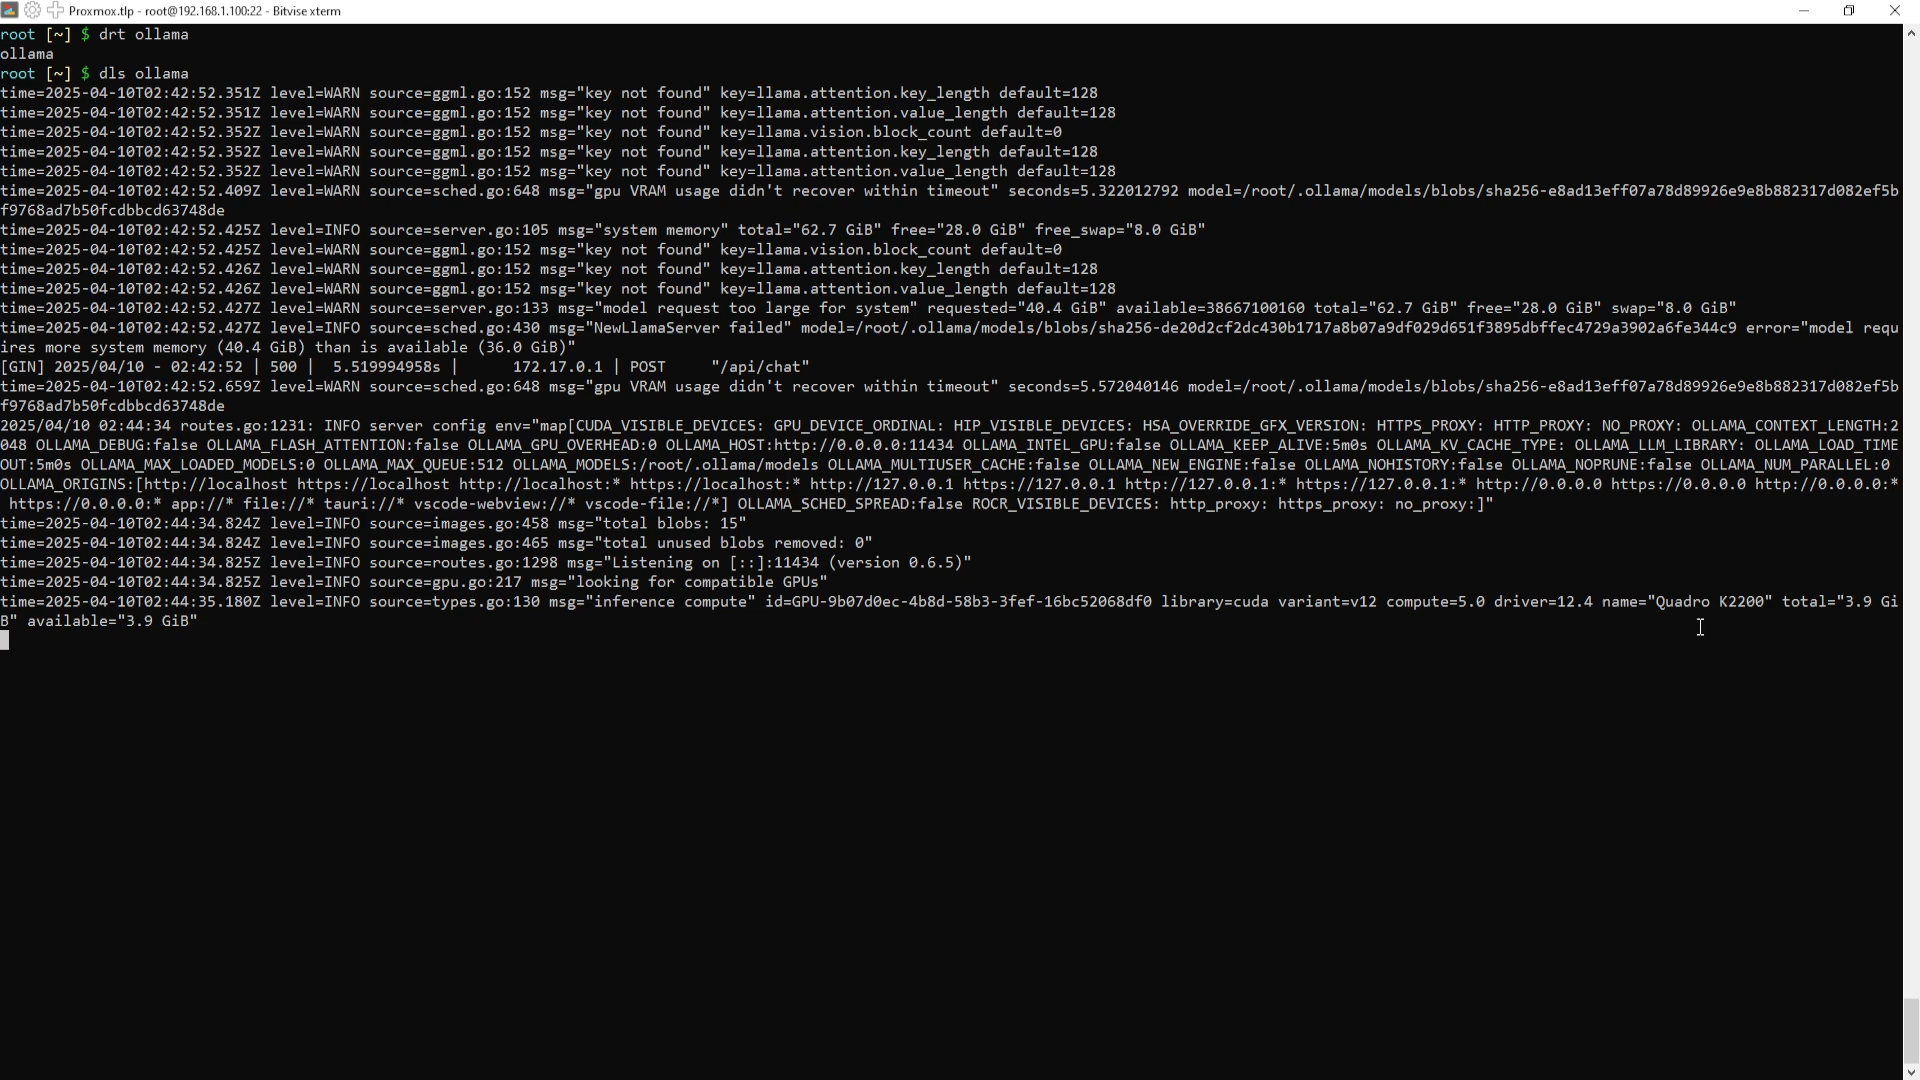 Proxmox.tlp - root@192.168.1.100:22 - Bitvise xterm
root [~] $ drt ollama
ollama
root [~] $ dls ollama
time=2025-04-10T02:42:52.351Z level=WARN source=ggml.go:152 msg="key not found" key=llama.attention.key_length default=128
time=2025-04-10T02:42:52.351Z level=WARN source=ggml.go:152 msg="key not found" key=llama.attention.value_length default=128
time=2025-04-10T02:42:52.352Z level=WARN source=ggml.go:152 msg="key not found" key=llama.vision.block_count default=0
time=2025-04-10T02:42:52.352Z level=WARN source=ggml.go:152 msg="key not found" key=llama.attention.key_length default=128
time=2025-04-10T02:42:52.352Z level=WARN source=ggml.go:152 msg="key not found" key=llama.attention.value_length default=128
time=2025-04-10T02:42:52.409Z level=WARN source=sched.go:648 msg="gpu VRAM usage didn't recover within timeout" seconds=5.322012792 model=/root/.ollama/models/blobs/sha256-e8ad13eff07a78d89926e9e8b882317d082ef5b
f9768ad7b50fcdbbcd63748de
time=2025-04-10T02:42:52.425Z level=INFO source=server.go:105 msg="system memory" total="62.7 GiB" free="28.0 GiB" free_swap="8.0 GiB"
time=2025-04-10T02:42:52.425Z level=WARN source=ggml.go:152 msg="key not found" key=llama.vision.block_count default=0
time=2025-04-10T02:42:52.426Z level=WARN source=ggml.go:152 msg="key not found" key=llama.attention.key_length default=128
time=2025-04-10T02:42:52.426Z level=WARN source=ggml.go:152 msg="key not found" key=llama.attention.value_length default=128
time=2025-04-10T02:42:52.427Z level=WARN source=server.go:133 msg="model request too large for system" requested="40.4 GiB" available=38667100160 total="62.7 GiB" free="28.0 GiB" swap="8.0 GiB"
time=2025-04-10T02:42:52.427Z level=INFO source=sched.go:430 msg="NewLlamaServer failed" model=/root/.ollama/models/blobs/sha256-de20d2cf2dc430b1717a8b07a9df029d651f3895dbffec4729a3902a6fe344c9 error="model requ
ires more system memory (40.4 GiB) than is available (36.0 GiB)"
[GIN] 2025/04/10 - 02:42:52 | 500 |  5.519994958s |      172.17.0.1 | POST     "/api/chat"
time=2025-04-10T02:42:52.659Z level=WARN source=sched.go:648 msg="gpu VRAM usage didn't recover within timeout" seconds=5.572040146 model=/root/.ollama/models/blobs/sha256-e8ad13eff07a78d89926e9e8b882317d082ef5b
f9768ad7b50fcdbbcd63748de
2025/04/10 02:44:34 routes.go:1231: INFO server config env="map[CUDA_VISIBLE_DEVICES: GPU_DEVICE_ORDINAL: HIP_VISIBLE_DEVICES: HSA_OVERRIDE_GFX_VERSION: HTTPS_PROXY: HTTP_PROXY: NO_PROXY: OLLAMA_CONTEXT_LENGTH:2
048 OLLAMA_DEBUG:false OLLAMA_FLASH_ATTENTION:false OLLAMA_GPU_OVERHEAD:0 OLLAMA_HOST:http://0.0.0.0:11434 OLLAMA_INTEL_GPU:false OLLAMA_KEEP_ALIVE:5m0s OLLAMA_KV_CACHE_TYPE: OLLAMA_LLM_LIBRARY: OLLAMA_LOAD_TIME
OUT:5m0s OLLAMA_MAX_LOADED_MODELS:0 OLLAMA_MAX_QUEUE:512 OLLAMA_MODELS:/root/.ollama/models OLLAMA_MULTIUSER_CACHE:false OLLAMA_NEW_ENGINE:false OLLAMA_NOHISTORY:false OLLAMA_NOPRUNE:false OLLAMA_NUM_PARALLEL:0
OLLAMA_ORIGINS:[http://localhost https://localhost http://localhost:* https://localhost:* http://127.0.0.1 https://127.0.0.1 http://127.0.0.1:* https://127.0.0.1:* http://0.0.0.0 https://0.0.0.0 http://0.0.0.0:*
https://0.0.0.0:* app://* file://* tauri://* vscode-webview://* vscode-file://*] OLLAMA_SCHED_SPREAD:false ROCR_VISIBLE_DEVICES: http_proxy: https_proxy: no_proxy:]"
time=2025-04-10T02:44:34.824Z level=INFO source=images.go:458 msg="total blobs: 15"
time=2025-04-10T02:44:34.824Z level=INFO source=images.go:465 msg="total unused blobs removed: 0"
time=2025-04-10T02:44:34.825Z level=INFO source=routes.go:1298 msg="Listening on [::]:11434 (version 0.6.5)"
time=2025-04-10T02:44:34.825Z level=INFO source=gpu.go:217 msg="looking for compatible GPUs"
time=2025-04-10T02:44:35.180Z level=INFO source=types.go:130 msg="inference compute" id=GPU-9b07d0ec-4b8d-58b3-3fef-16bc52068df0 library=cuda variant=v12 compute=5.0 driver=12.4 name="Quadro K2200" total="3.9 Gi
B" available="3.9 GiB"